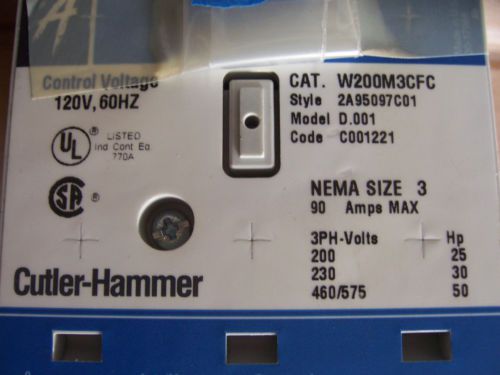 A
Control Voltage
120V, 60HZ
UL ® LISTED
Ind Cont Eq
770A
SA ®
Cutler-Hammer
CAT. W200M3CFC
Style 2A95097C01
Model D.001
Code C001221
NEMA SIZE 3
90 Amps MAX
3PH-Volts Hp
200 25
230 30
460/575 50